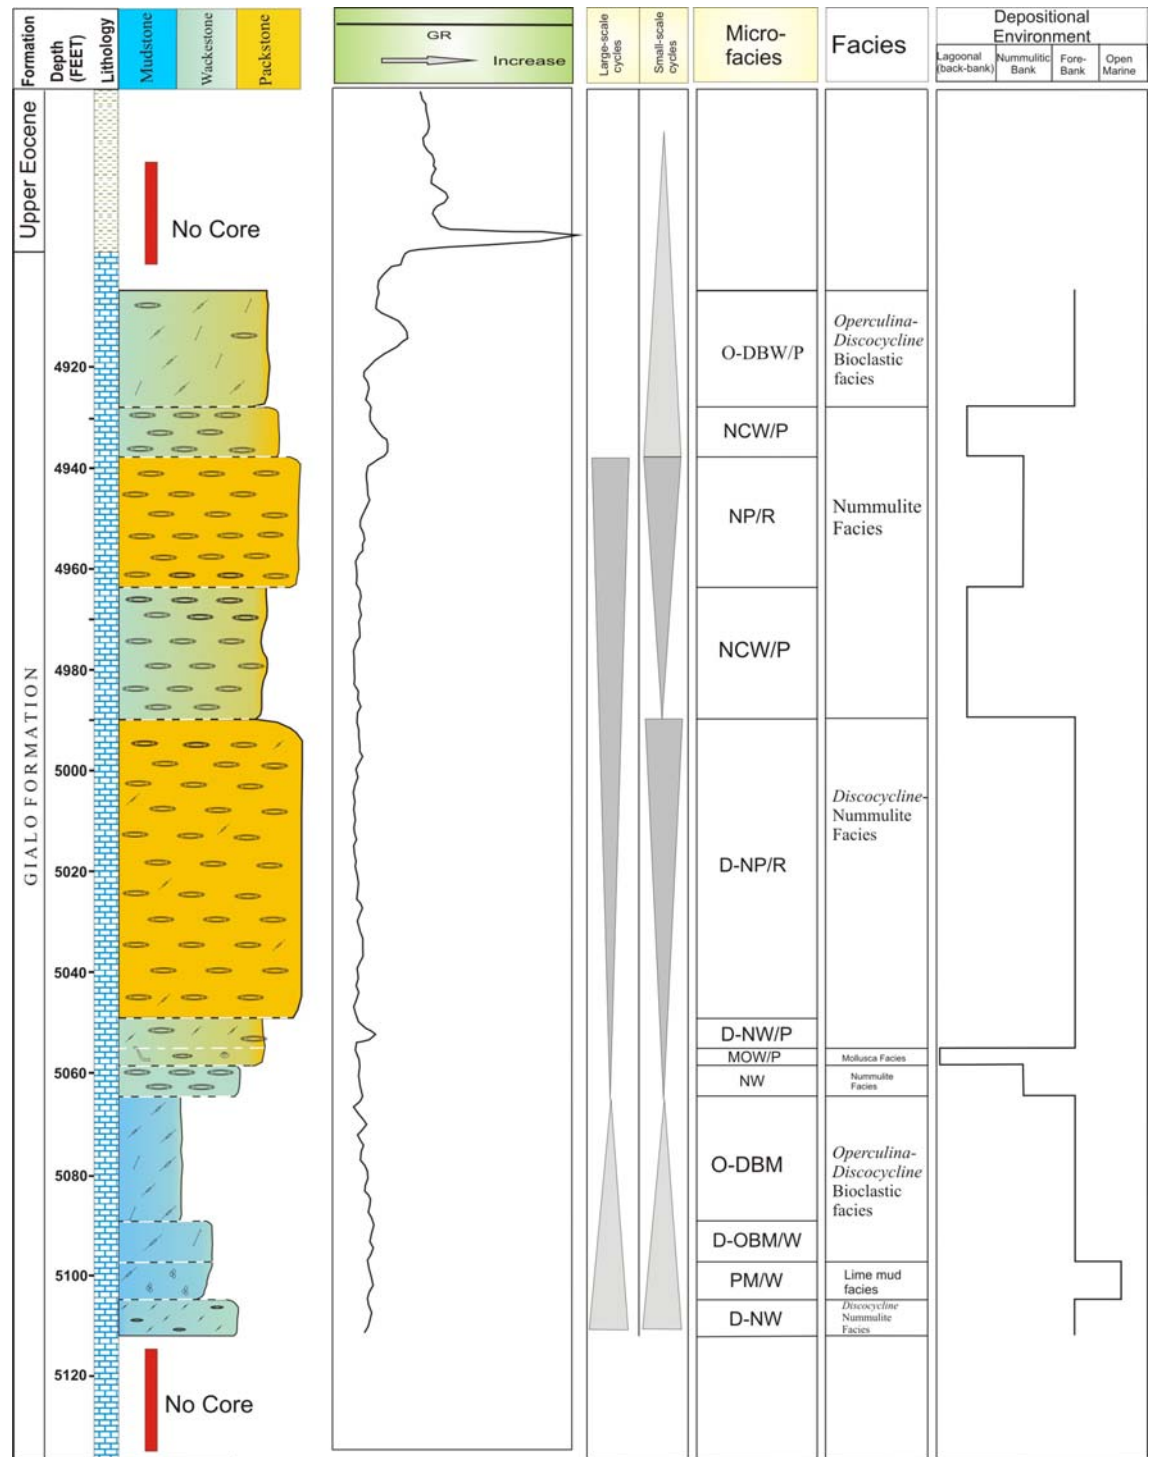 Formation
Depth
(FEET)
Lithology
Mudstone
Wackestone
Packstone
GR
Increase
Large-scale
cycles
Small-scale
cycles
Micro-
facies
Facies
Depositional
Environment
Lagoonal
(back-bank)
Nummulitic
Bank
Fore-
Bank
Open
Marine
Upper Eocene
No Core
GIALO FORMATION
4920
4940
4960
4980
5000
5020
5040
5060
5080
5100
5120
No Core
O-DBW/P
NCW/P
NP/R
NCW/P
D-NP/R
D-NW/P
MOW/P
NW
O-DBM
D-OBM/W
PM/W
D-NW
Operculina-
Discocycline
Bioclastic
facies
Nummulite
Facies
Discocycline-
Nummulite
Facies
Mollusca Facies
Nummulite
Facies
Operculina-
Discocycline
Bioclastic
facies
Lime mud
facies
Discocycline
Nummulite
Facies